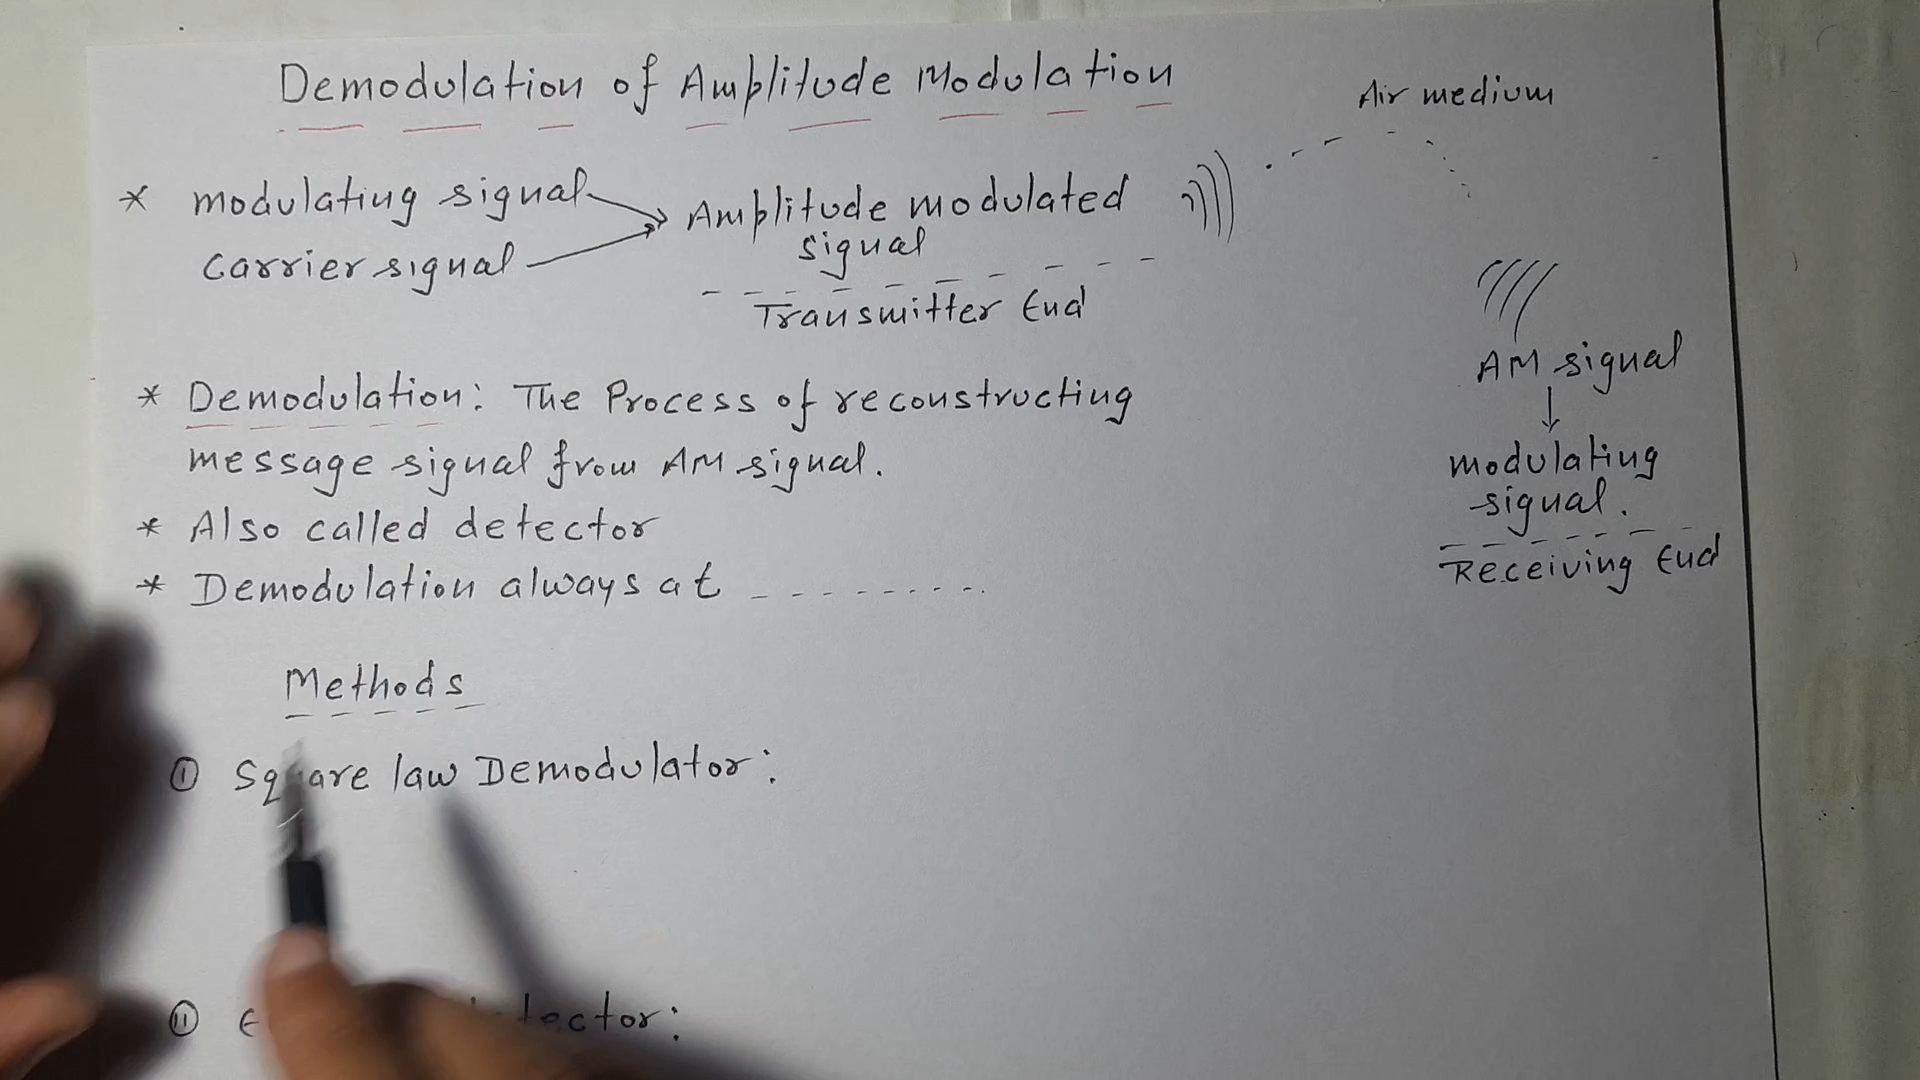 Demodulation of Amplitude Modulation
Air medium
* modulating signal
carrier signal
Amplitude modulated
signal
Transmitter End
* Demodulation: The Process of reconstructing
message signal from AM signal.
* Also called detector
* Demodulation always at ---------
AM signal
modulating
signal.
Receiving End
Methods
① Square law Demodulator:
⑪